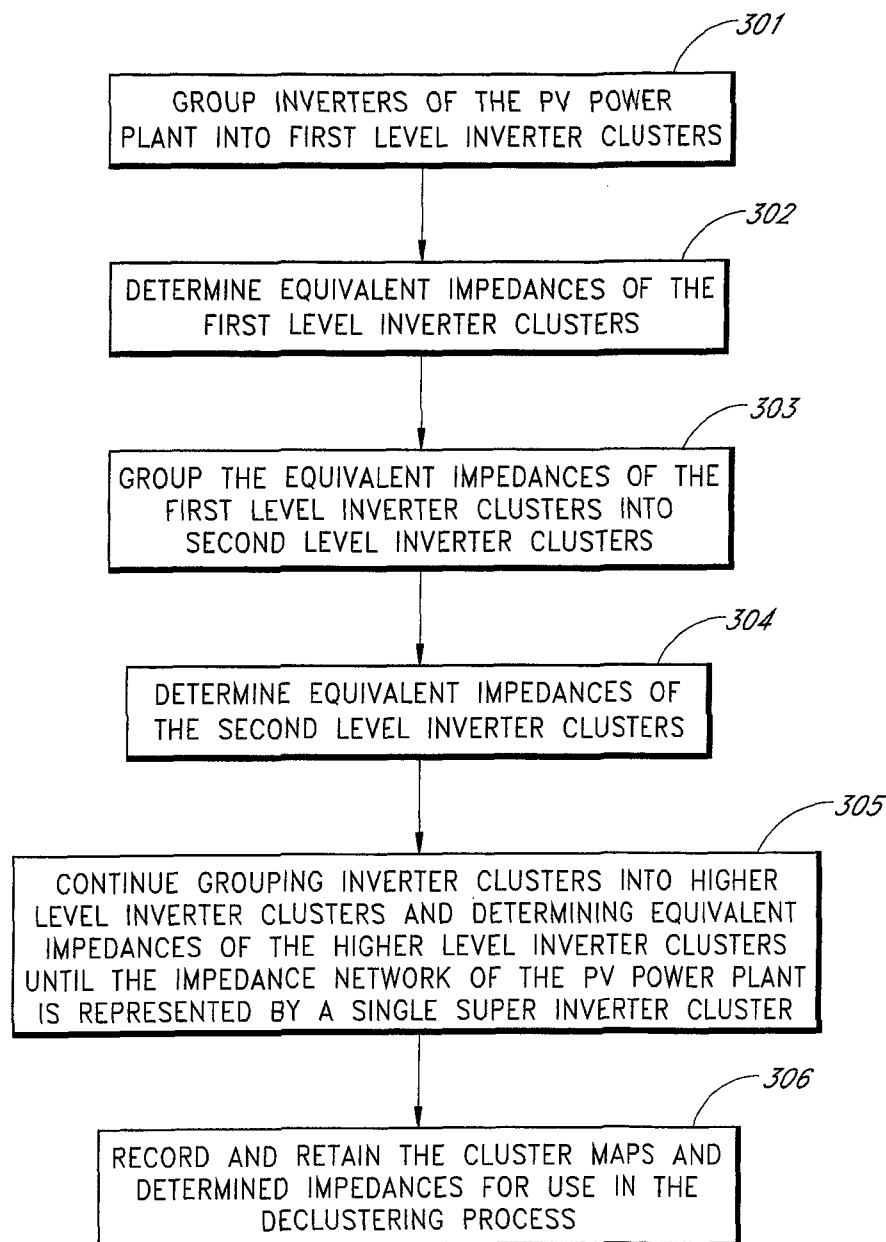 301
GROUP INVERTERS OF THE PV POWER
PLANT INTO FIRST LEVEL INVERTER CLUSTERS
302
DETERMINE EQUIVALENT IMPEDANCES OF THE
FIRST LEVEL INVERTER CLUSTERS
303
GROUP THE EQUIVALENT IMPEDANCES OF THE
FIRST LEVEL INVERTER CLUSTERS INTO
SECOND LEVEL INVERTER CLUSTERS
304
DETERMINE EQUIVALENT IMPEDANCES OF
THE SECOND LEVEL INVERTER CLUSTERS
305
CONTINUE GROUPING INVERTER CLUSTERS INTO HIGHER
LEVEL INVERTER CLUSTERS AND DETERMINING EQUIVALENT
IMPEDANCES OF THE HIGHER LEVEL INVERTER CLUSTERS
UNTIL THE IMPEDANCE NETWORK OF THE PV POWER PLANT
IS REPRESENTED BY A SINGLE SUPER INVERTER CLUSTER
306
RECORD AND RETAIN THE CLUSTER MAPS AND
DETERMINED IMPEDANCES FOR USE IN THE
DECLUSTERING PROCESS